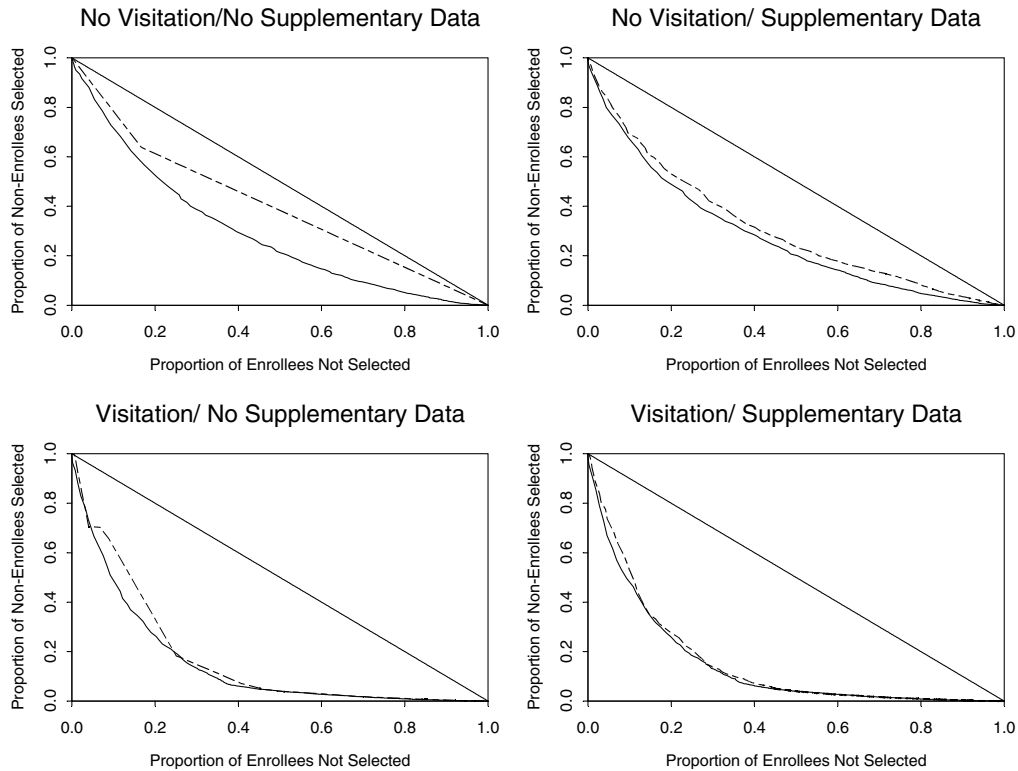 No Visitation/No Supplementary Data
Proportion of Non-Enrollees Selected
0.0 0.2 0.4 0.6 0.8 1.0
0.0 0.2 0.4 0.6 0.8 1.0
Proportion of Enrollees Not Selected
No Visitation/ Supplementary Data
Proportion of Non-Enrollees Selected
0.0 0.2 0.4 0.6 0.8 1.0
0.0 0.2 0.4 0.6 0.8 1.0
Proportion of Enrollees Not Selected
Visitation/ No Supplementary Data
Proportion of Non-Enrollees Selected
0.0 0.2 0.4 0.6 0.8 1.0
0.0 0.2 0.4 0.6 0.8 1.0
Proportion of Enrollees Not Selected
Visitation/ Supplementary Data
Proportion of Non-Enrollees Selected
0.0 0.2 0.4 0.6 0.8 1.0
0.0 0.2 0.4 0.6 0.8 1.0
Proportion of Enrollees Not Selected